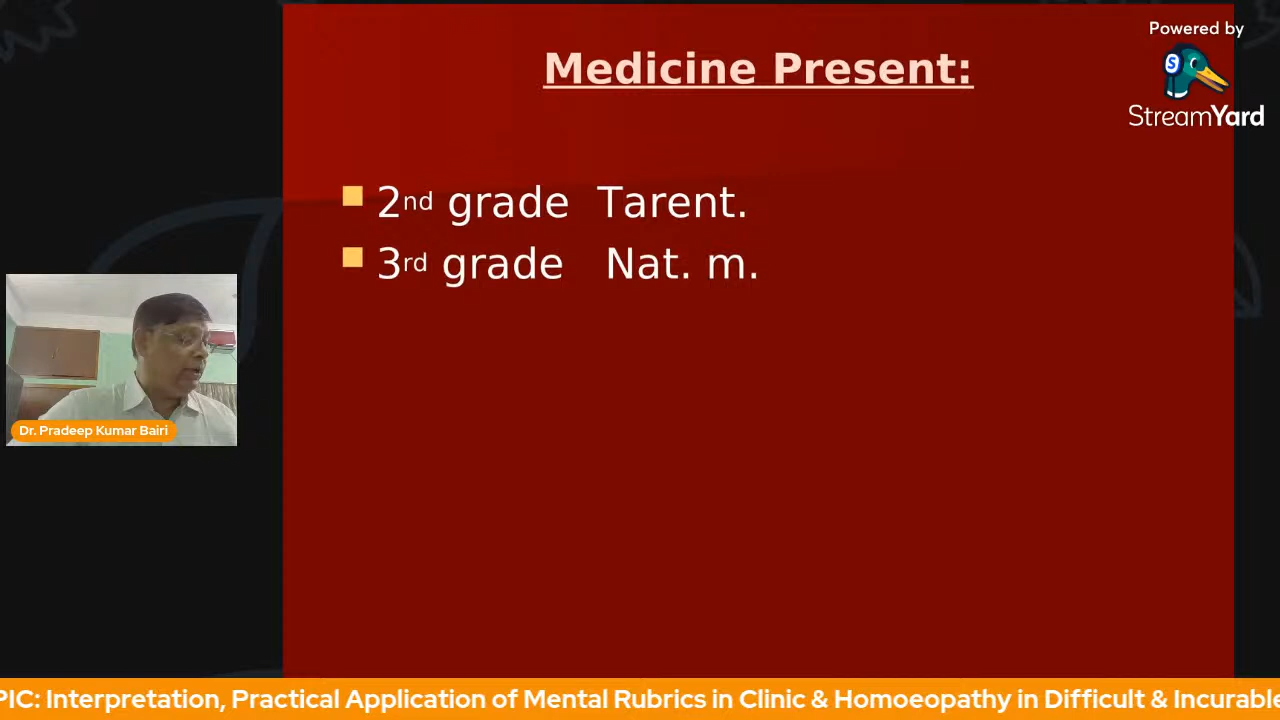 Powered by
StreamYard
Medicine Present:
2nd grade Tarent.
3rd grade Nat. m.
Dr. Pradeep Kumar Bairi
PIC: Interpretation, Practical Application of Mental Rubrics in Clinic & Homoeopathy in Difficult & Incurable